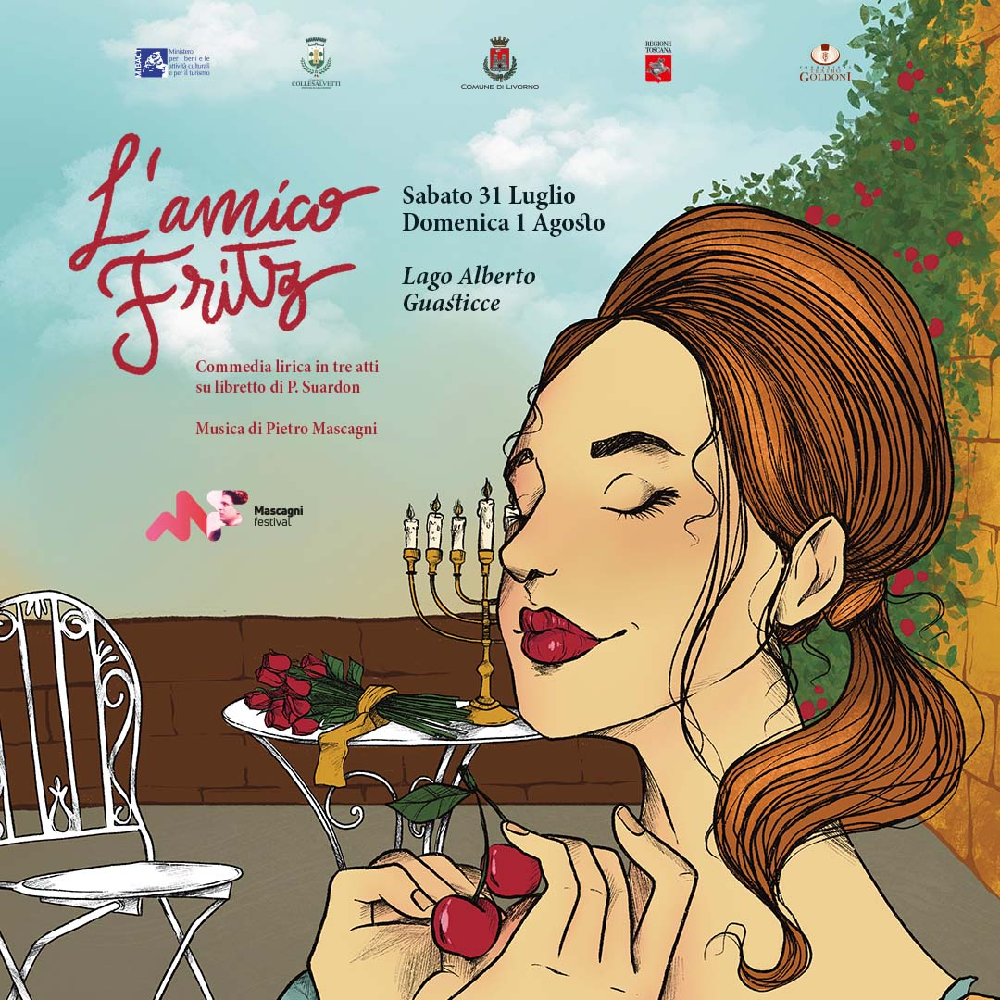 MIBACT
Ministero
per i beni e le
attività culturali
e per il turismo
COLLESALVETTI
COMUNE DI LIVORNO
REGIONE
TOSCANA
GOLDONI
L'amico
Fritz
Sabato 31 Luglio
Domenica 1 Agosto
Lago Alberto
Guasticce
Commedia lirica in tre atti
su libretto di P. Suardon
Musica di Pietro Mascagni
Mascagni
festival